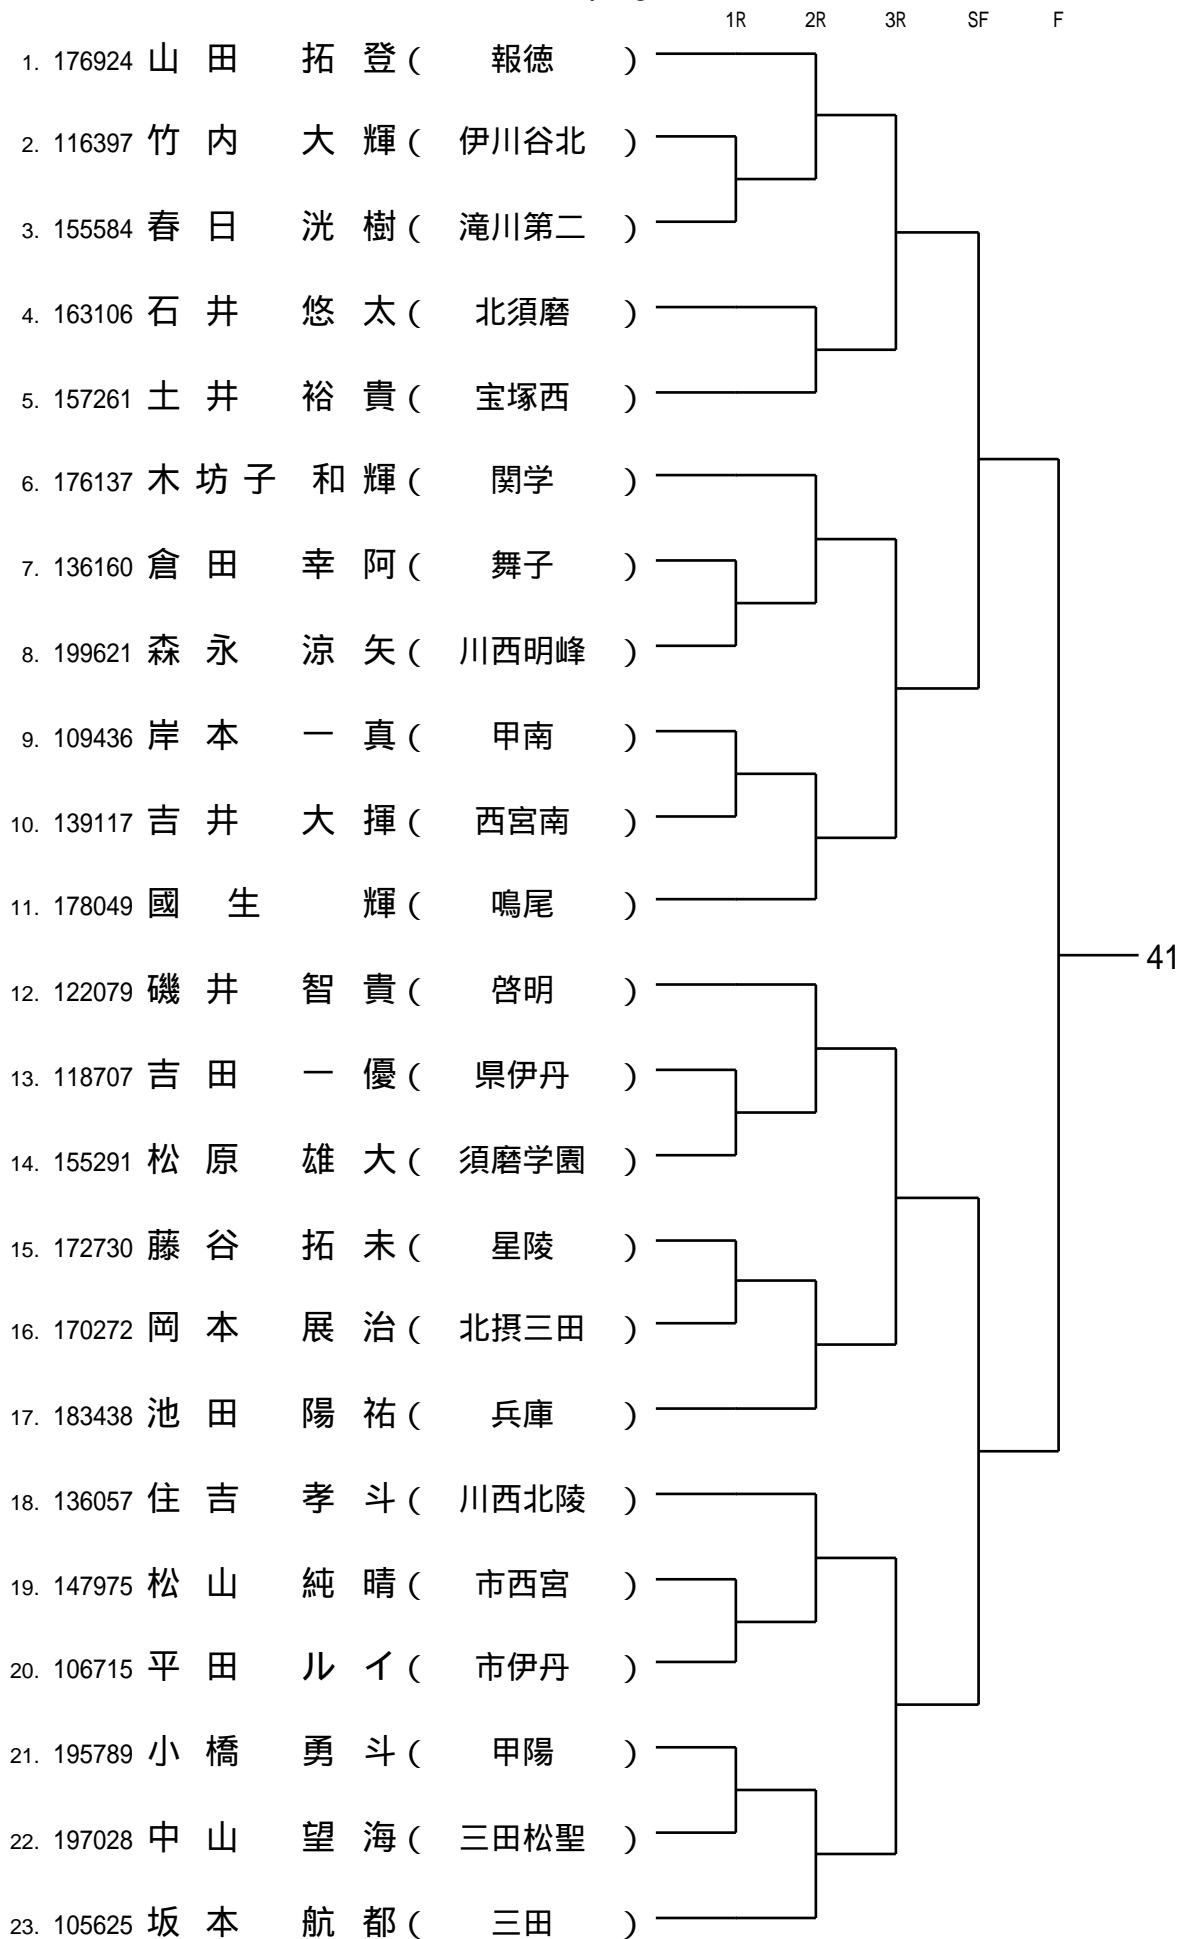 1R 2R 3R SF F
1. 176924 山 田 拓 登 ( 報徳 )
2. 116397 竹 内 大 輝 ( 伊川谷北 )
3. 155584 春 日 洸 樹 ( 滝川第二 )
4. 163106 石 井 悠 太 ( 北須磨 )
5. 157261 土 井 裕 貴 ( 宝塚西 )
6. 176137 木 坊 子 和 輝 ( 関学 )
7. 136160 倉 田 幸 阿 ( 舞子 )
8. 199621 森 永 涼 矢 ( 川西明峰 )
9. 109436 岸 本 一 真 ( 甲南 )
10. 139117 吉 井 大 揮 ( 西宮南 )
11. 178049 國 生 輝 ( 鳴尾 )
41
12. 122079 磯 井 智 貴 ( 啓明 )
13. 118707 吉 田 一 優 ( 県伊丹 )
14. 155291 松 原 雄 大 ( 須磨学園 )
15. 172730 藤 谷 拓 未 ( 星陵 )
16. 170272 岡 本 展 治 ( 北摂三田 )
17. 183438 池 田 陽 祐 ( 兵庫 )
18. 136057 住 吉 孝 斗 ( 川西北陵 )
19. 147975 松 山 純 晴 ( 市西宮 )
20. 106715 平 田 ル イ ( 市伊丹 )
21. 195789 小 橋 勇 斗 ( 甲陽 )
22. 197028 中 山 望 海 ( 三田松聖 )
23. 105625 坂 本 航 都 ( 三田 )